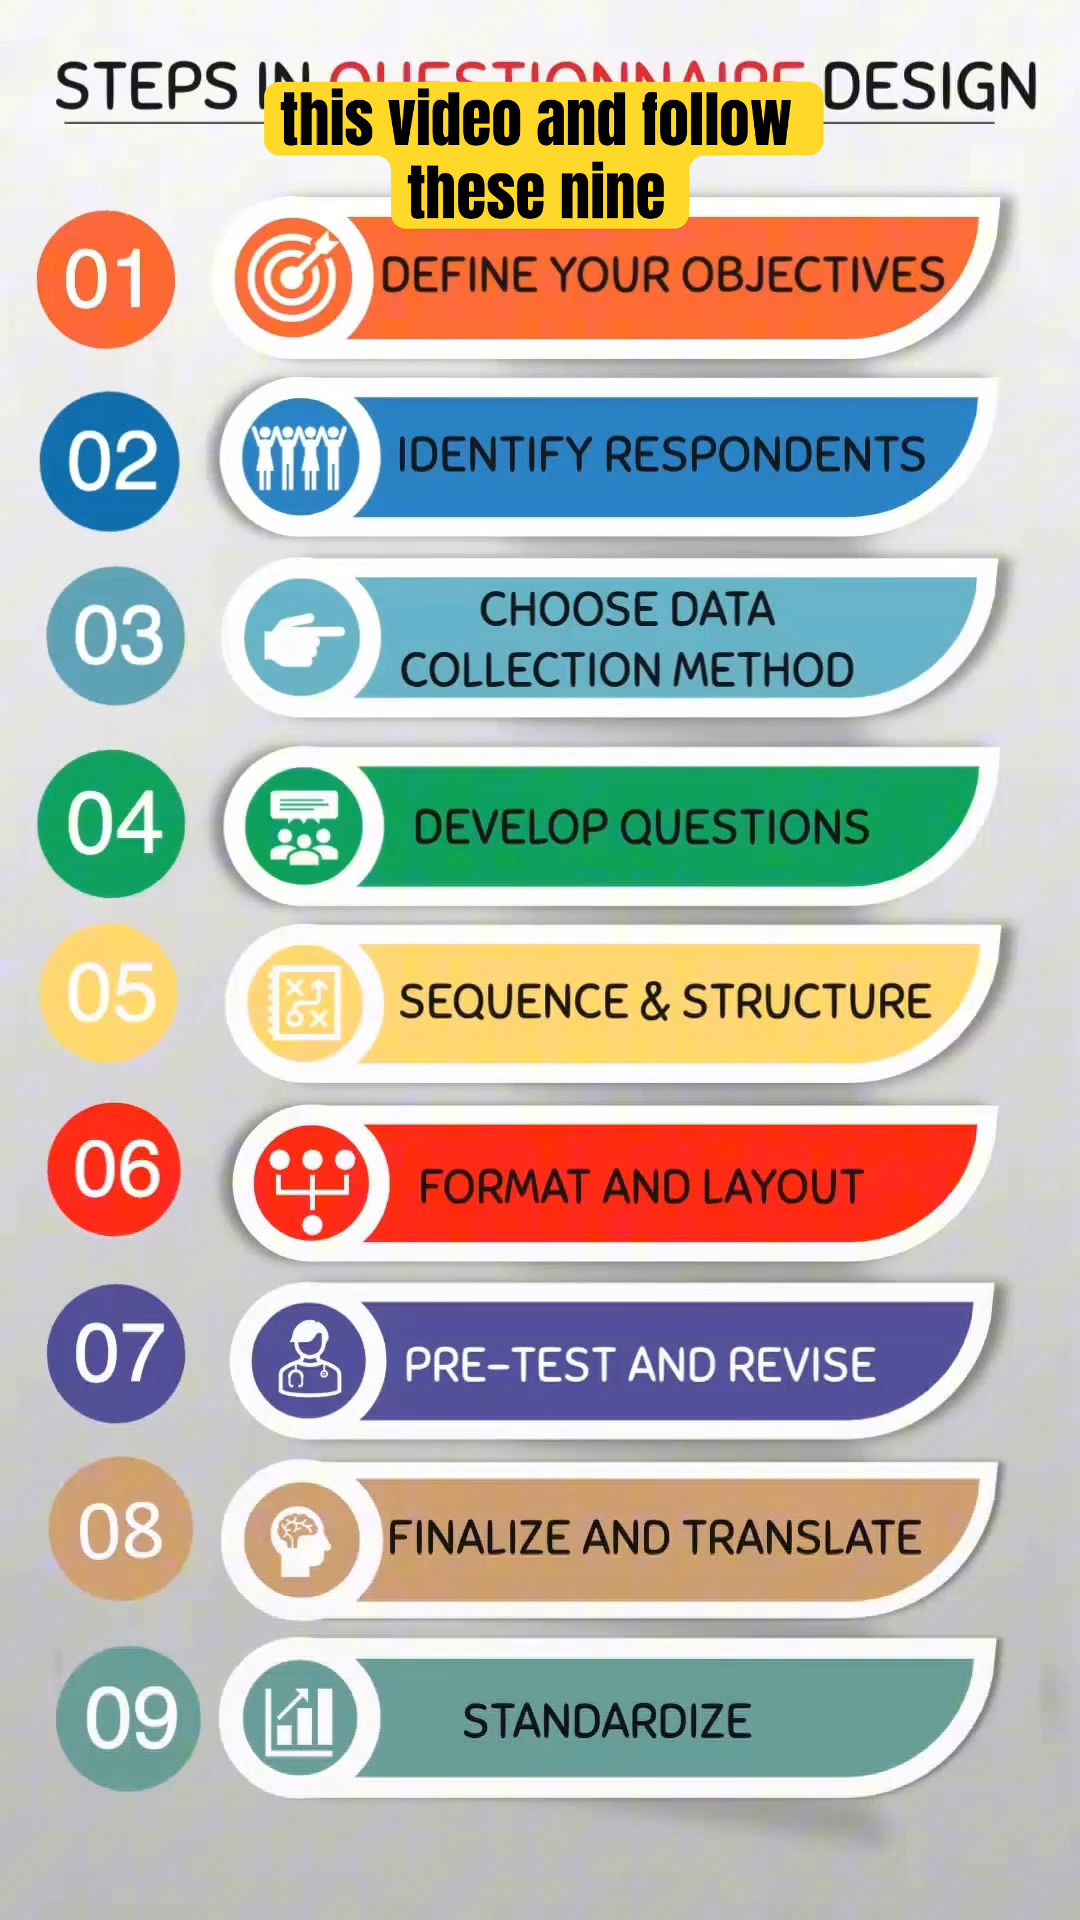 STEPS IN QUESTIONNAIRE DESIGN
this video and follow
these nine
01
DEFINE YOUR OBJECTIVES
02
IDENTIFY RESPONDENTS
03
CHOOSE DATA
COLLECTION METHOD
04
DEVELOP QUESTIONS
05
SEQUENCE & STRUCTURE
06
FORMAT AND LAYOUT
07
PRE-TEST AND REVISE
08
FINALIZE AND TRANSLATE
09
STANDARDIZE